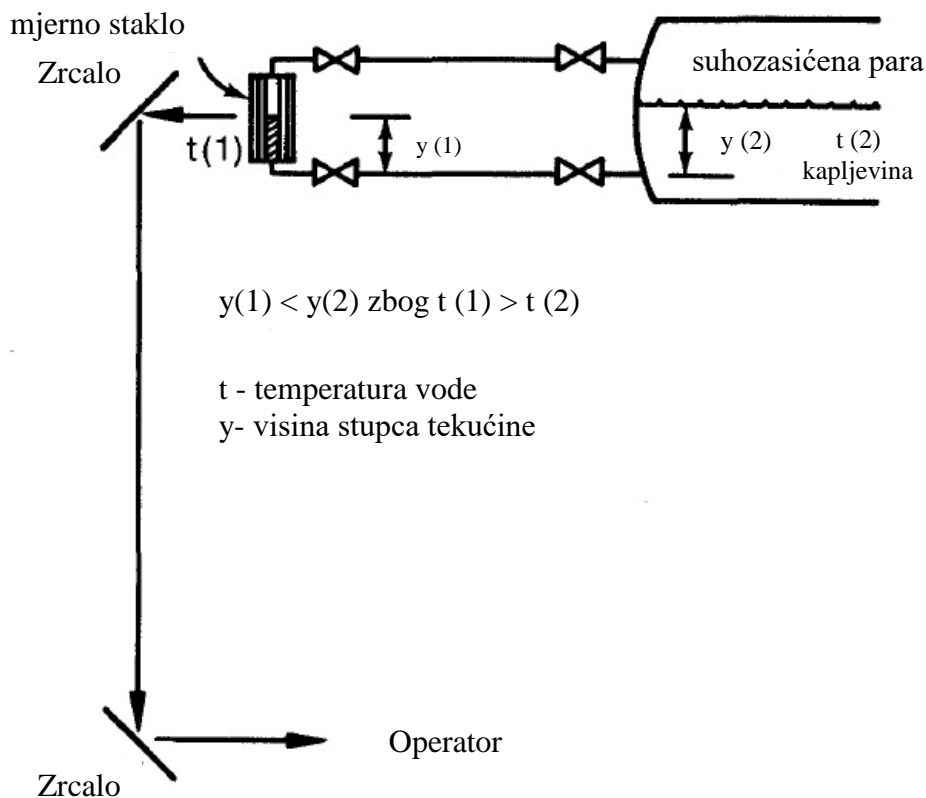 mjerno staklo
Zrcalo
suhozasićena para
t(1)
y (1)
y (2) t (2)
kapljevina
y(1) < y(2) zbog t (1) > t (2)
t - temperatura vode
y- visina stupca tekućine
Operator
Zrcalo